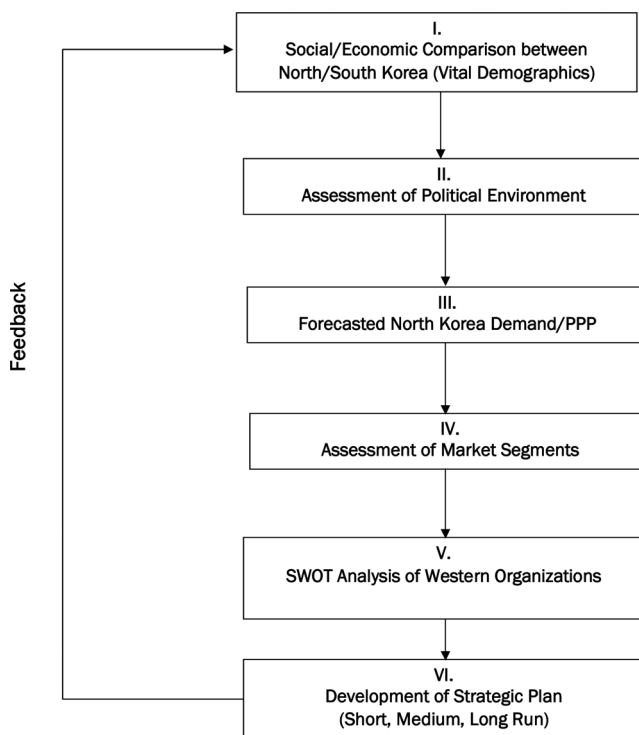 I.
Social/Economic Comparison between
North/South Korea (Vital Demographics)
II.
Assessment of Political Environment
III.
Forecasted North Korea Demand/PPP
IV.
Assessment of Market Segments
V.
SWOT Analysis of Western Organizations
VI.
Development of Strategic Plan
(Short, Medium, Long Run)
Feedback